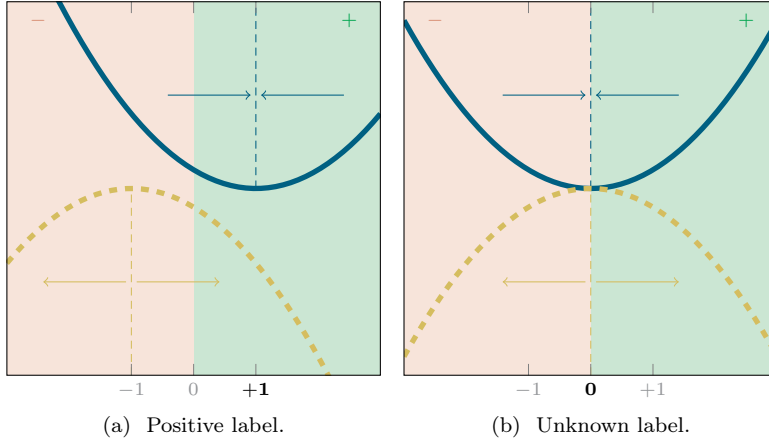 − + − +
−1 0 +1 −1 0 +1
(a) Positive label. (b) Unknown label.